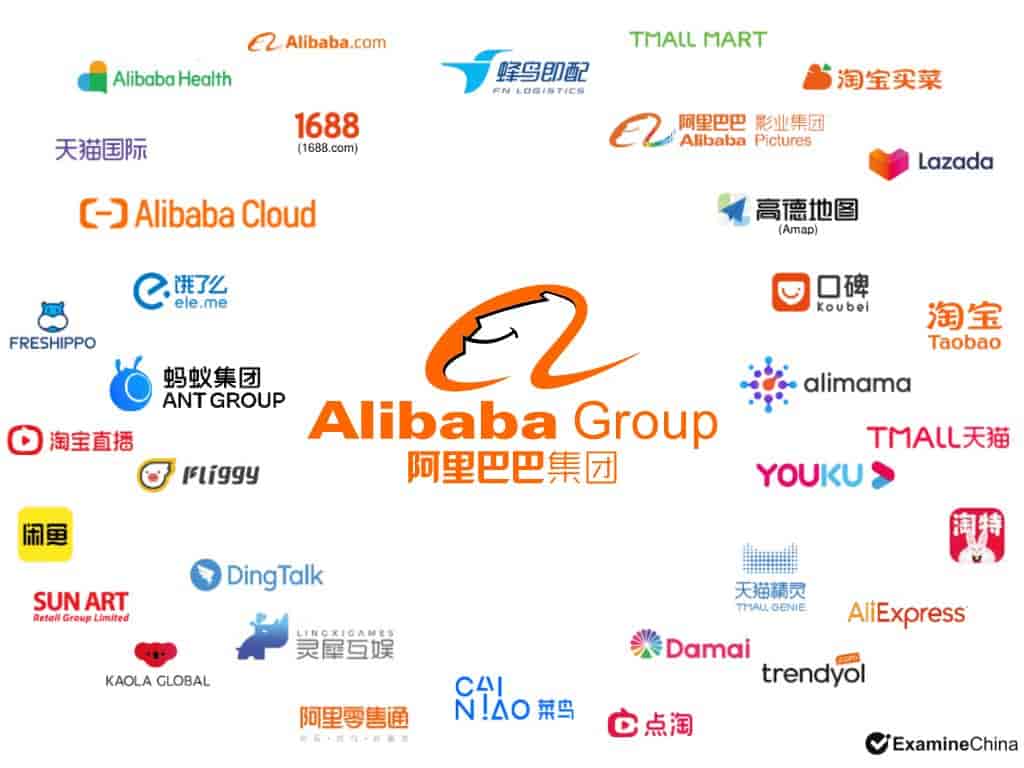 Alibaba.com
TMALL MART
Alibaba Health
蜂鸟即配
FN LOGISTICS
淘宝买菜
天猫国际
1688
(1688.com)
阿里巴巴 影业集团
Alibaba Pictures
Lazada
Alibaba Cloud
高德地图
(Amap)
饿了么
ele.me
口碑
Koubei
FRESHIPPO
淘宝
Taobao
蚂蚁集团
ANT GROUP
alimama
Alibaba Group
阿里巴巴集团
淘宝直播
TMALL天猫
Fliggy
YOUKU
闲鱼
淘特
DingTalk
天猫精灵
TMALL GENIE
SUN ART
Retail Group Limited
AliExpress
LINGXIGAMES
灵犀互娱
Damai
KAOLA GLOBAL
trendyol
.com
CAI
NIAO 菜鸟
阿里零售通
点淘
ExamineChina